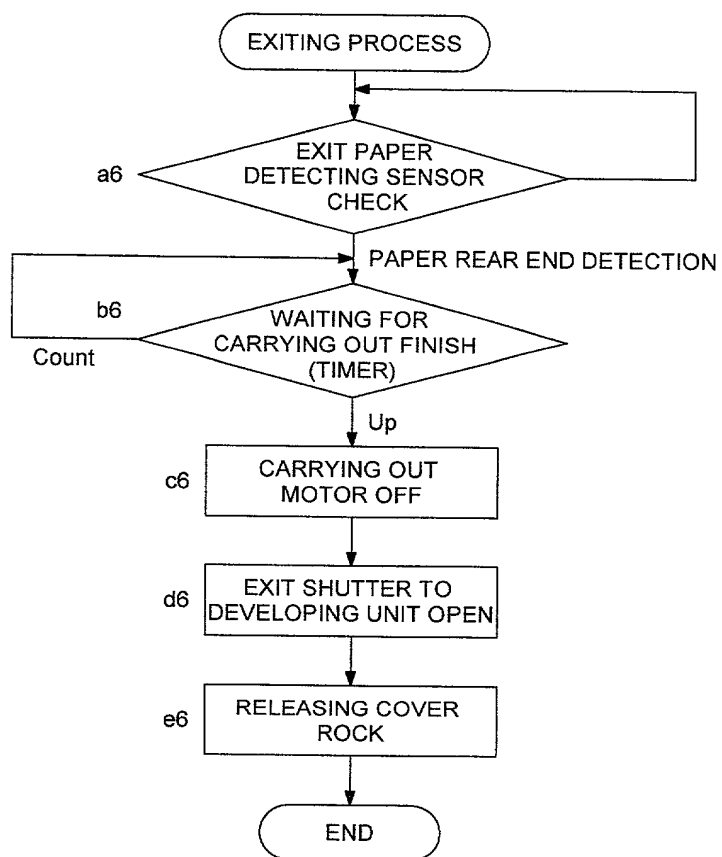 EXITING PROCESS
a6
EXIT PAPER
DETECTING SENSOR
CHECK
PAPER REAR END DETECTION
b6
WAITING FOR
CARRYING OUT FINISH
(TIMER)
Count
Up
c6
CARRYING OUT
MOTOR OFF
d6
EXIT SHUTTER TO
DEVELOPING UNIT OPEN
e6
RELEASING COVER
ROCK
END